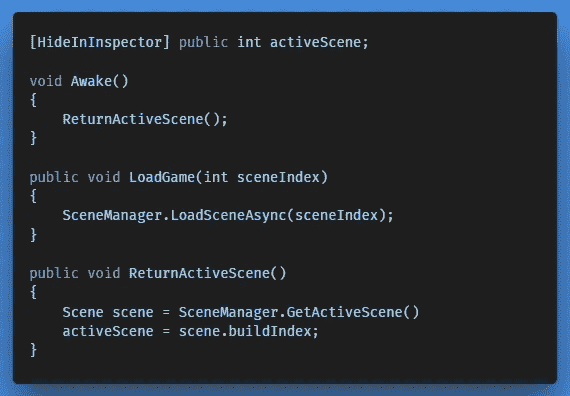 [HideInInspector] public int activeScene;
void Awake()
{
ReturnActiveScene();
}
public void LoadGame(int sceneIndex)
{
SceneManager.LoadSceneAsync(sceneIndex);
}
public void ReturnActiveScene()
{
Scene scene = SceneManager.GetActiveScene()
activeScene = scene.buildIndex;
}